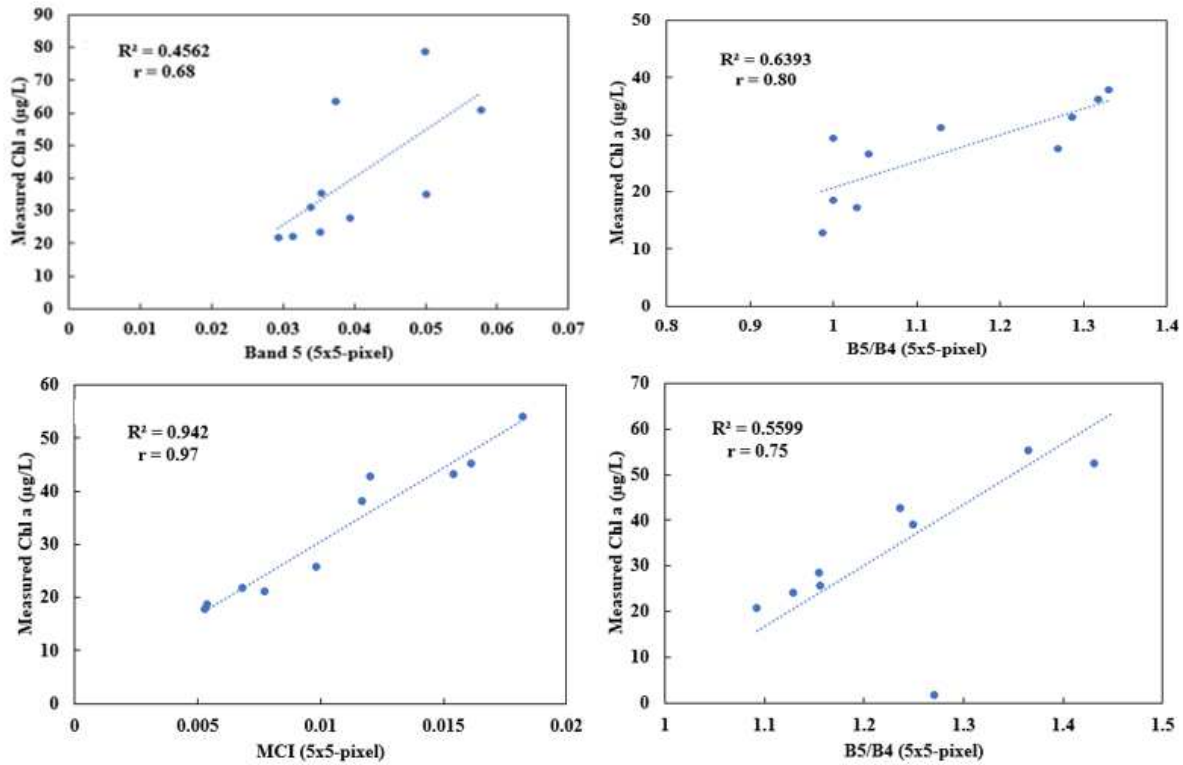 90
80
70
60
50
40
30
20
10
0
Measured Chl a (µg/L)
R² = 0.4562
r = 0.68
0 0.01 0.02 0.03 0.04 0.05 0.06 0.07
Band 5 (5x5-pixel)
50
40
30
20
10
0
Measured Chl a (µg/L)
R² = 0.6393
r = 0.80
0.8 0.9 1 1.1 1.2 1.3 1.4
B5/B4 (5x5-pixel)
60
50
40
30
20
10
0
Measured Chl a (µg/L)
R² = 0.942
r = 0.97
0 0.005 0.01 0.015 0.02
MCI (5x5-pixel)
70
60
50
40
30
20
10
0
Measured Chl a (µg/L)
R² = 0.5599
r = 0.75
1 1.1 1.2 1.3 1.4 1.5
B5/B4 (5x5-pixel)